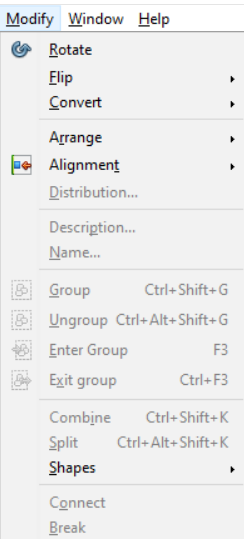 Modify Window Help
Rotate
Flip
Convert
Arrange
Alignment
Distribution...
Description...
Name...
Group Ctrl+Shift+G
Ungroup Ctrl+Alt+Shift+G
Enter Group F3
Exit group Ctrl+F3
Combine Ctrl+Shift+K
Split Ctrl+Alt+Shift+K
Shapes
Connect
Break